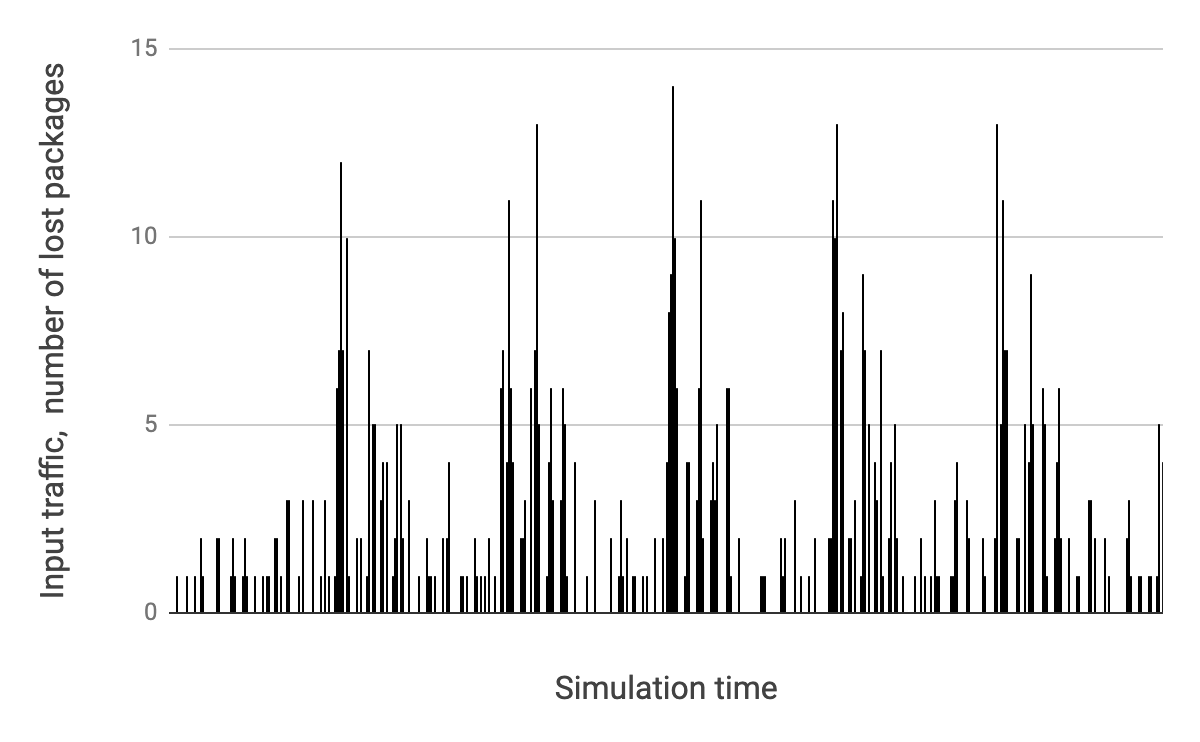 15
10
5
0
Input traffic, number of lost packages
Simulation time